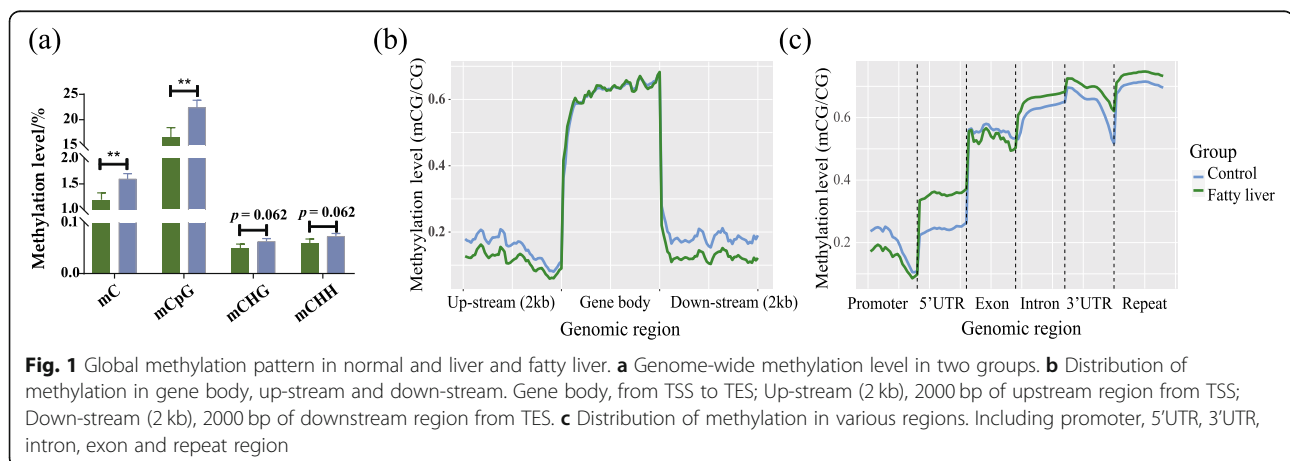 (a)
Methylation level/%
25
20
15
2.0
1.5
1.0
0.1
0.0
**
**
p = 0.062
p = 0.062
mC
mCpG
mCHG
mCHH
(b)
Methyylation level (mCG/CG)
0.6
0.4
0.2
Up-stream (2kb)
Gene body
Down-stream (2kb)
Genomic region
(c)
Methylation level (mCG/CG)
0.6
0.4
0.2
Promoter
5'UTR
Exon
Intron
3'UTR
Repeat
Genomic region
Group
Control
Fatty liver
Fig. 1 Global methylation pattern in normal and liver and fatty liver. a Genome-wide methylation level in two groups. b Distribution of
methylation in gene body, up-stream and down-stream. Gene body, from TSS to TES; Up-stream (2 kb), 2000 bp of upstream region from TSS;
Down-stream (2 kb), 2000 bp of downstream region from TES. c Distribution of methylation in various regions. Including promoter, 5'UTR, 3'UTR,
intron, exon and repeat region